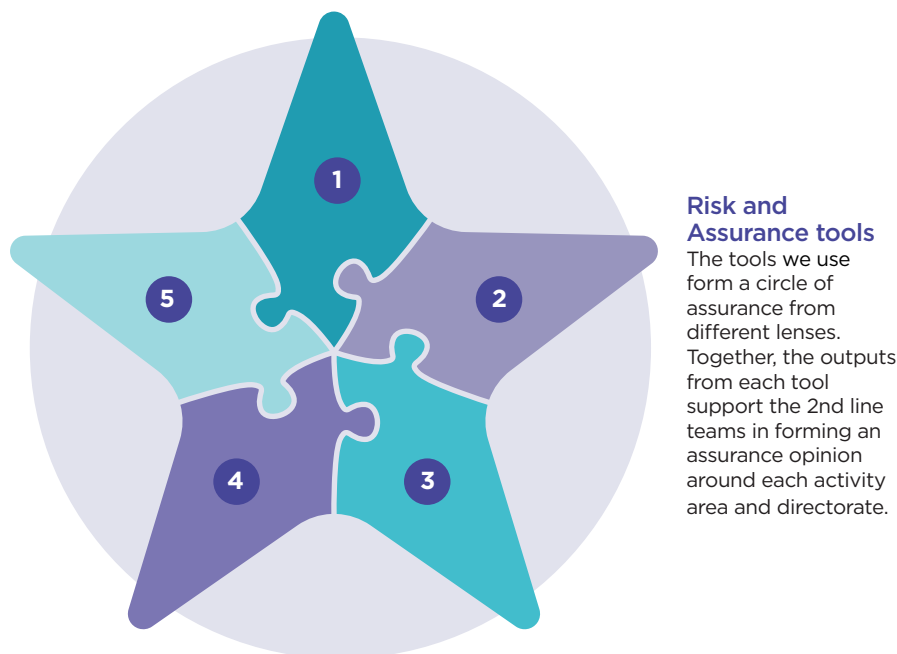 1
2
3
4
5
Risk and
Assurance tools
The tools we use
form a circle of
assurance from
different lenses.
Together, the outputs
from each tool
support the 2nd line
teams in forming an
assurance opinion
around each activity
area and directorate.